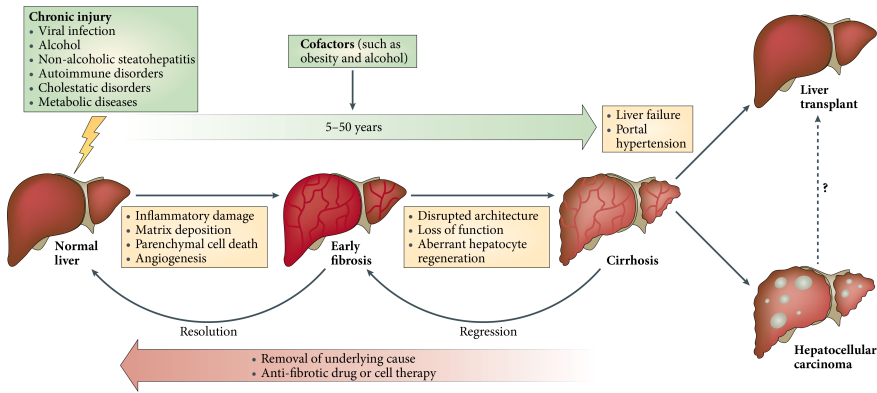 Chronic injury
• Viral infection
• Alcohol
• Non-alcoholic steatohepatitis
• Autoimmune disorders
• Cholestatic disorders
• Metabolic diseases
Cofactors (such as
obesity and alcohol)
5–50 years
• Liver failure
• Portal
hypertension
Liver
transplant
Normal
liver
• Inflammatory damage
• Matrix deposition
• Parenchymal cell death
• Angiogenesis
Early
fibrosis
• Disrupted architecture
• Loss of function
• Aberrant hepatocyte
regeneration
Cirrhosis
?
Resolution
Regression
• Removal of underlying cause
• Anti-fibrotic drug or cell therapy
Hepatocellular
carcinoma